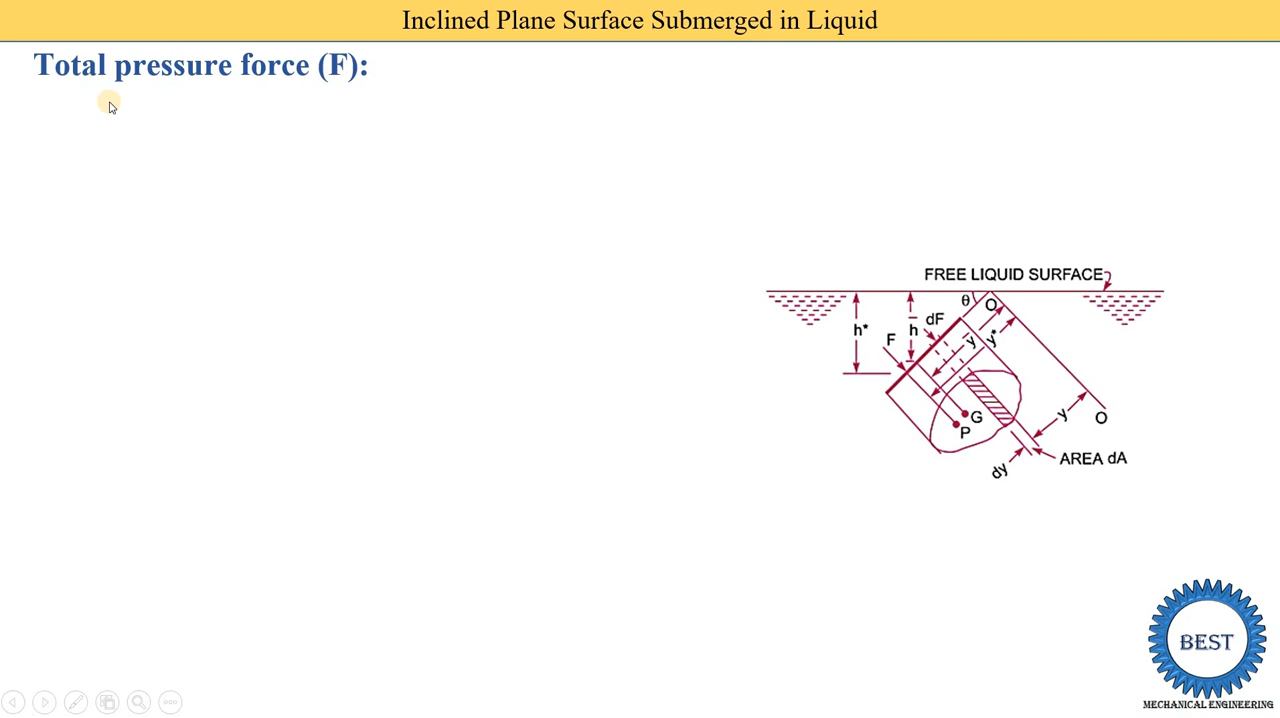 Inclined Plane Surface Submerged in Liquid
Total pressure force (F):
FREE LIQUID SURFACE
θ
O
dF
h*
h̄
F
ȳ
y*
G
P
y
O
AREA dA
dy
BEST
MECHANICAL ENGINEERING